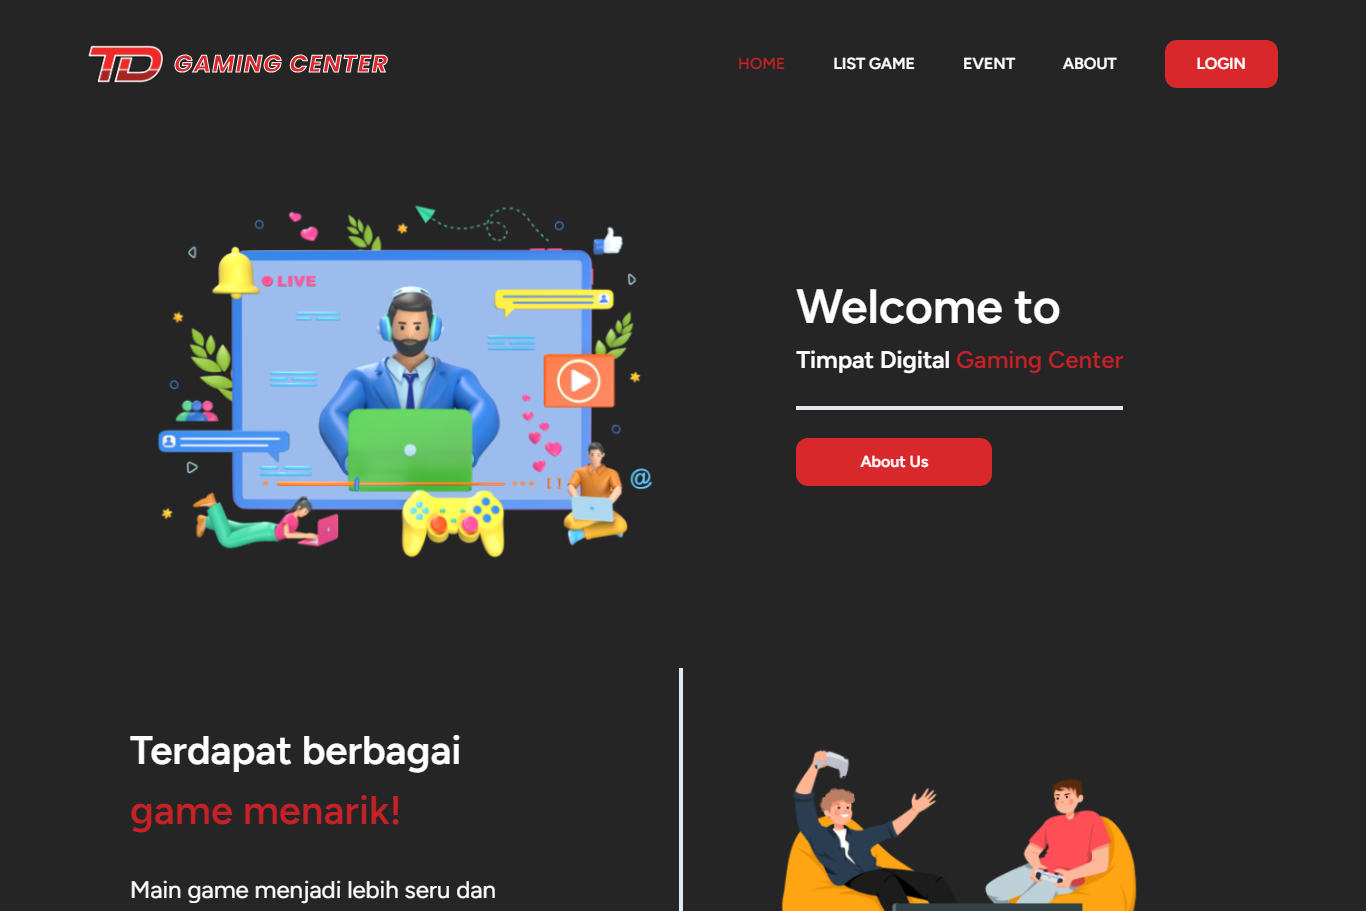 TD GAMING CENTER
HOME LIST GAME EVENT ABOUT LOGIN
LIVE
@
Welcome to
Timpat Digital Gaming Center
About Us
Terdapat berbagai
game menarik!
Main game menjadi lebih seru dan